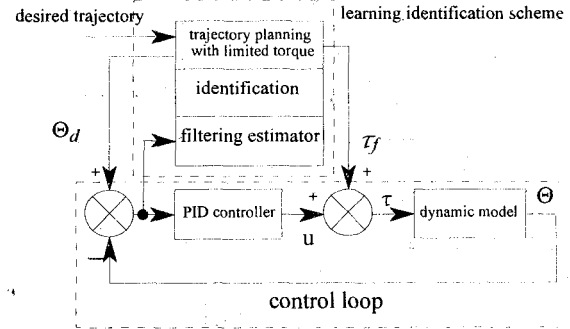 desired trajectory
learning identification scheme
trajectory planning
with limited torque
identification
filtering estimator
Θd
τf
+
+
+
PID controller
u
τ
dynamic model
Θ
control loop